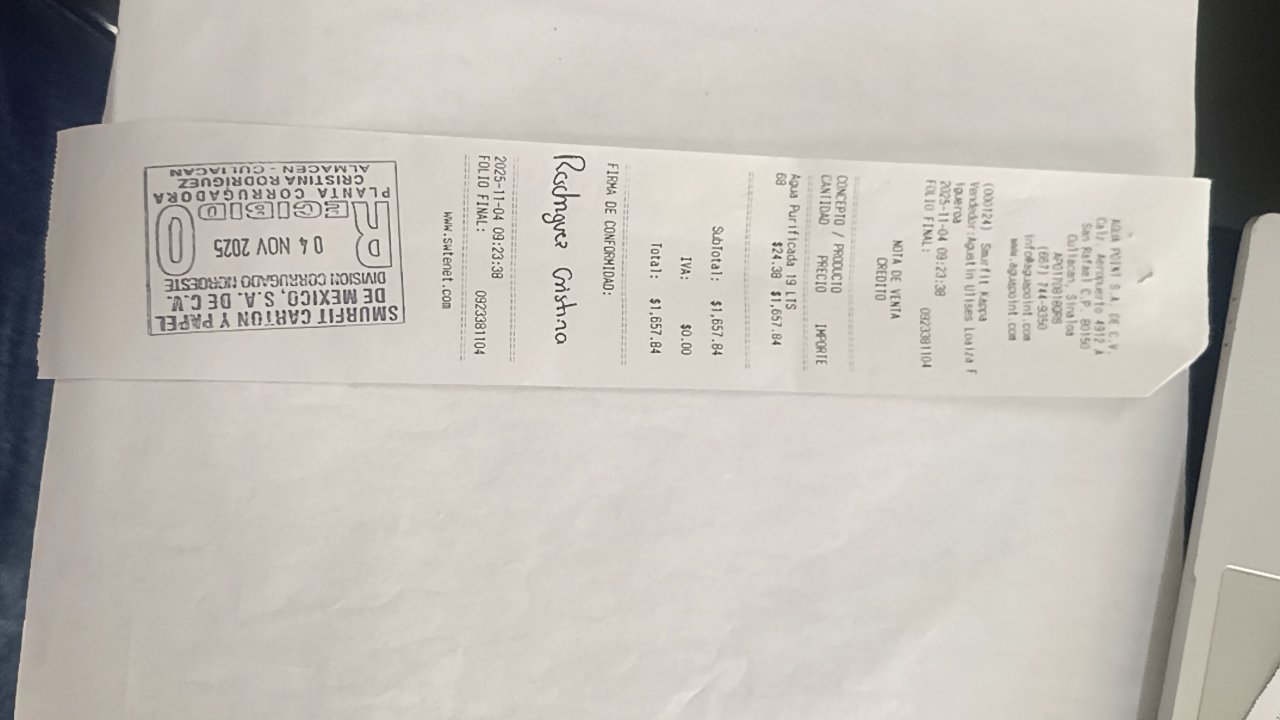 AGUA POINT S.A. DE C.V.
Calz. Aeropuerto 4912 A
San Rafael C.P. 80150
Culiacan, Sinaloa
(667) 744-9350
info@aguapoint.com
www.aguapoint.com
(000124) Smurfit Kappa
Vendedor:Agustin Ulises Loaiza F
igueroa
2025-11-04 09:23:38
FOLIO FINAL: 0923381104
NOTA DE VENTA
CREDITO
CONCEPTO / PRODUCTO
CANTIDAD PRECIO IMPORTE
Agua Purificada 19 LTS
68 $24.38 $1,657.84
SubTotal: $1,657.84
IVA: $0.00
Total: $1,657.84
FIRMA DE CONFORMIDAD:
Rodriguez Cristina
2025-11-04 09:23:38
FOLIO FINAL: 0923381104
www.swtenet.com
SMURFIT CARTON Y PAPEL
DE MEXICO, S.A. DE C.V.
DIVISION CORRUGADO NOROESTE
04 NOV 2025
RECIBIDO
PLANTA CORRUGADORA
CRISTINA RODRIGUEZ
ALMACEN - CULIACAN